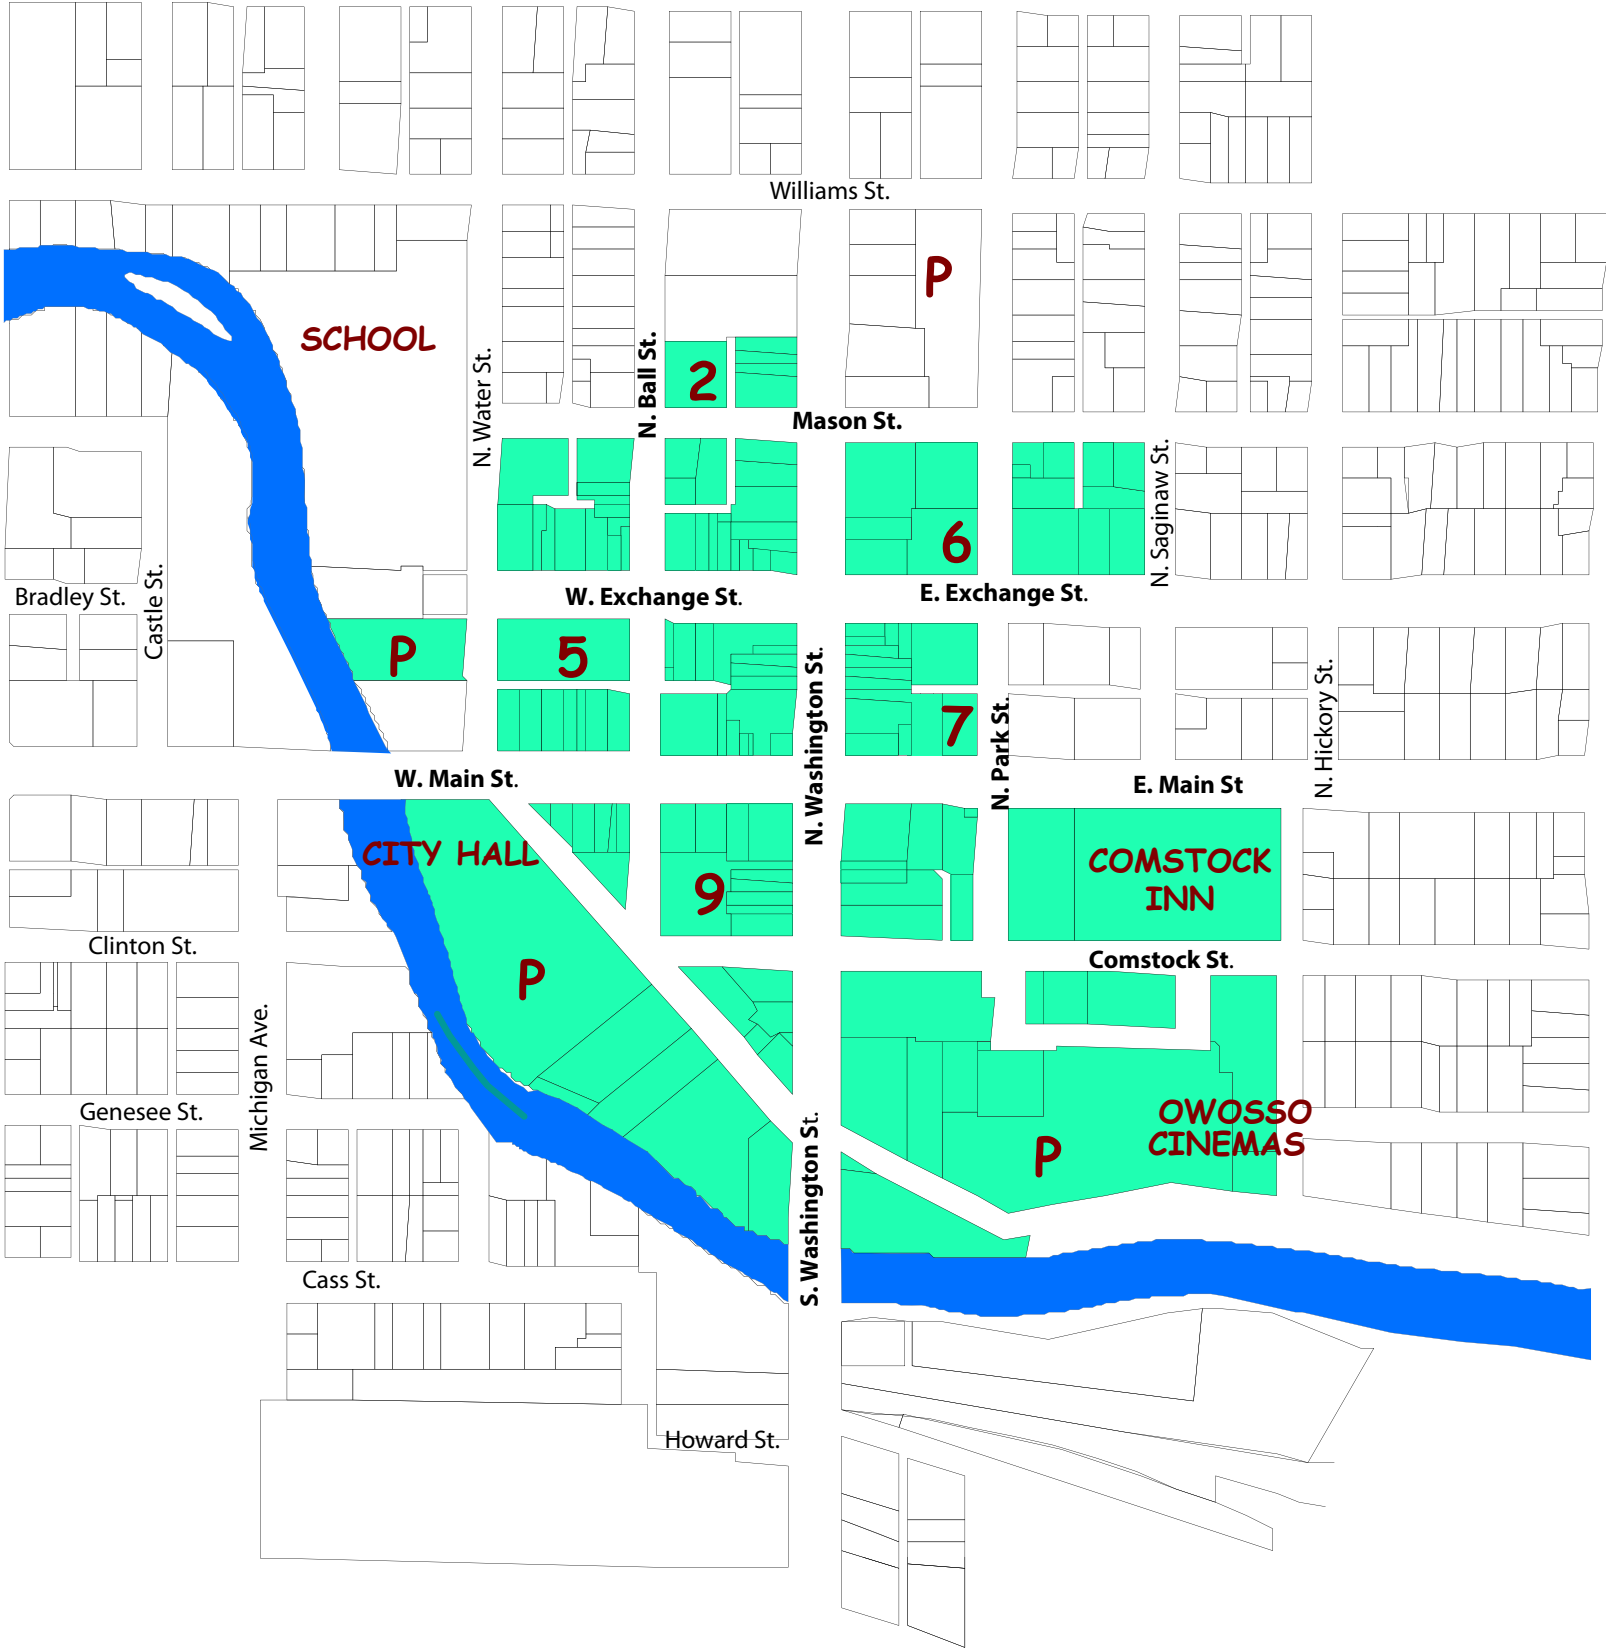 Williams St.
P
SCHOOL
N. Water St.
N. Ball St.
2
Mason St.
N. Saginaw St.
6
Bradley St.
Castle St.
W. Exchange St.
E. Exchange St.
P
5
N. Washington St.
7
N. Park St.
N. Hickory St.
W. Main St.
E. Main St
CITY HALL
9
COMSTOCK
INN
Clinton St.
P
Comstock St.
Michigan Ave.
Genesee St.
OWOSSO
CINEMAS
P
S. Washington St.
Cass St.
Howard St.